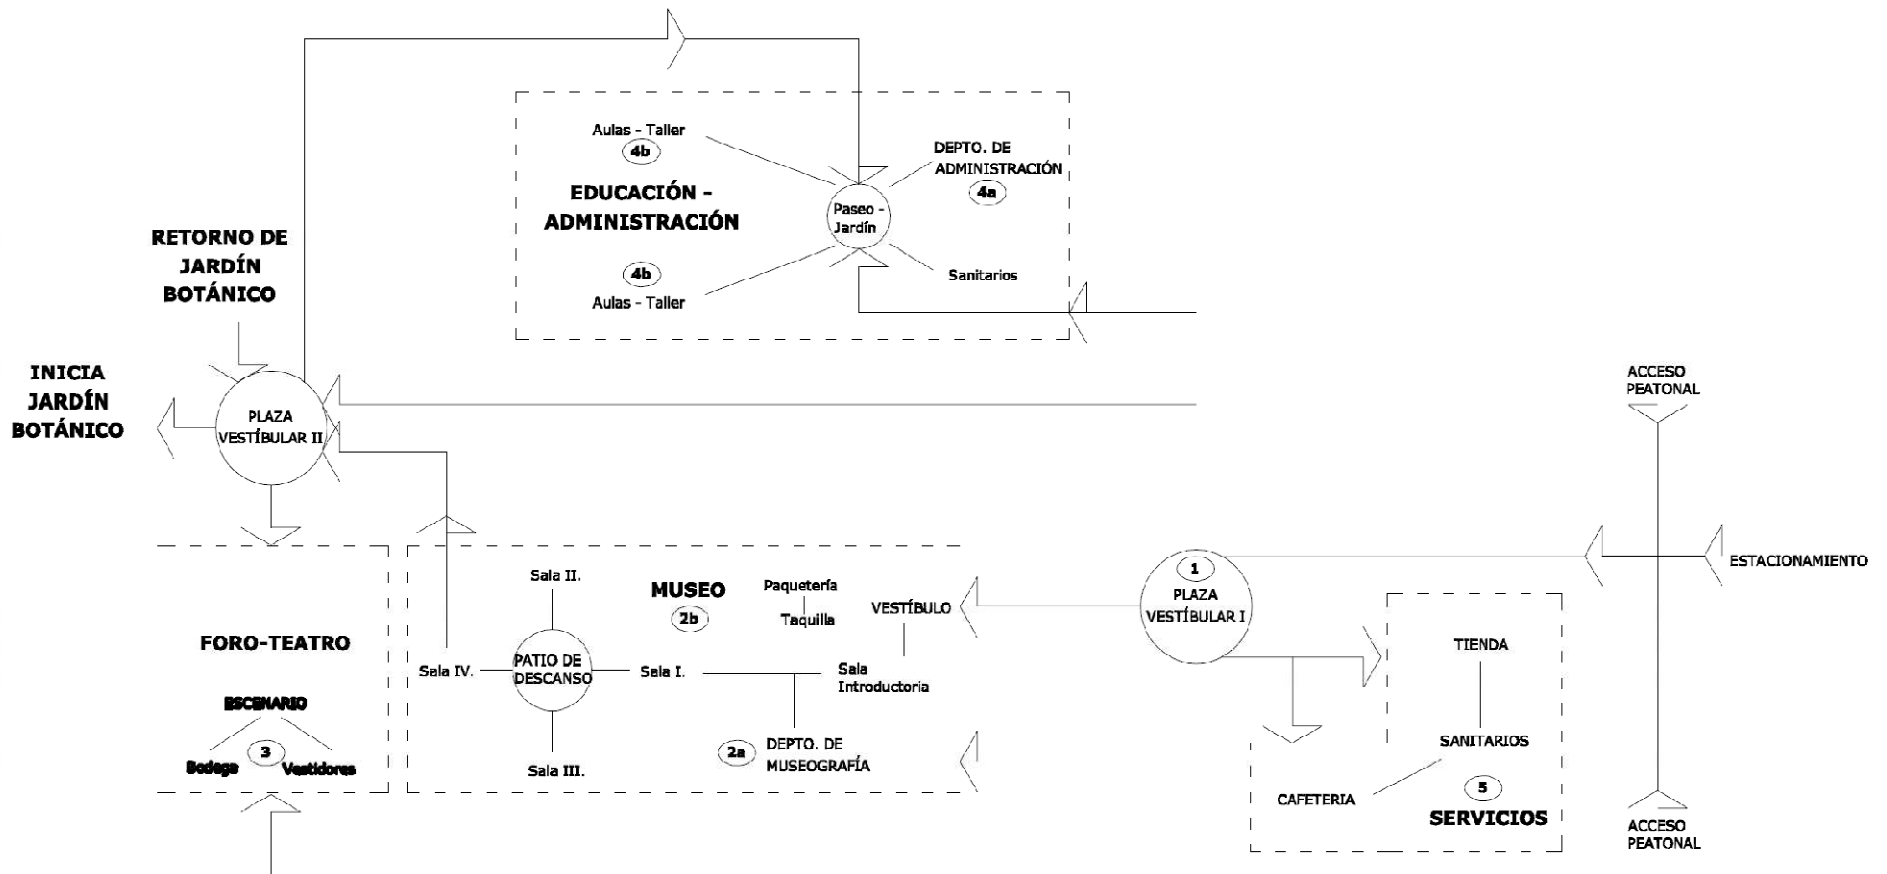 Aulas - Taller
4b
EDUCACIÓN -
ADMINISTRACIÓN
4b
Aulas - Taller
DEPTO. DE
ADMINISTRACIÓN
4a
Paseo -
Jardín
Sanitarios
RETORNO DE
JARDÍN
BOTÁNICO
INICIA
JARDÍN
BOTÁNICO
PLAZA
VESTÍBULAR II
ACCESO
PEATONAL
ESTACIONAMIENTO
1
PLAZA
VESTÍBULAR I
FORO-TEATRO
ESCENARIO
3
Bodega
Vestidores
Sala II.
MUSEO
2b
Paquetería
Taquilla
VESTÍBULO
Sala IV.
PATIO DE
DESCANSO
Sala I.
Sala
Introductoria
Sala III.
2a
DEPTO. DE
MUSEOGRAFÍA
TIENDA
SANITARIOS
CAFETERIA
5
SERVICIOS
ACCESO
PEATONAL